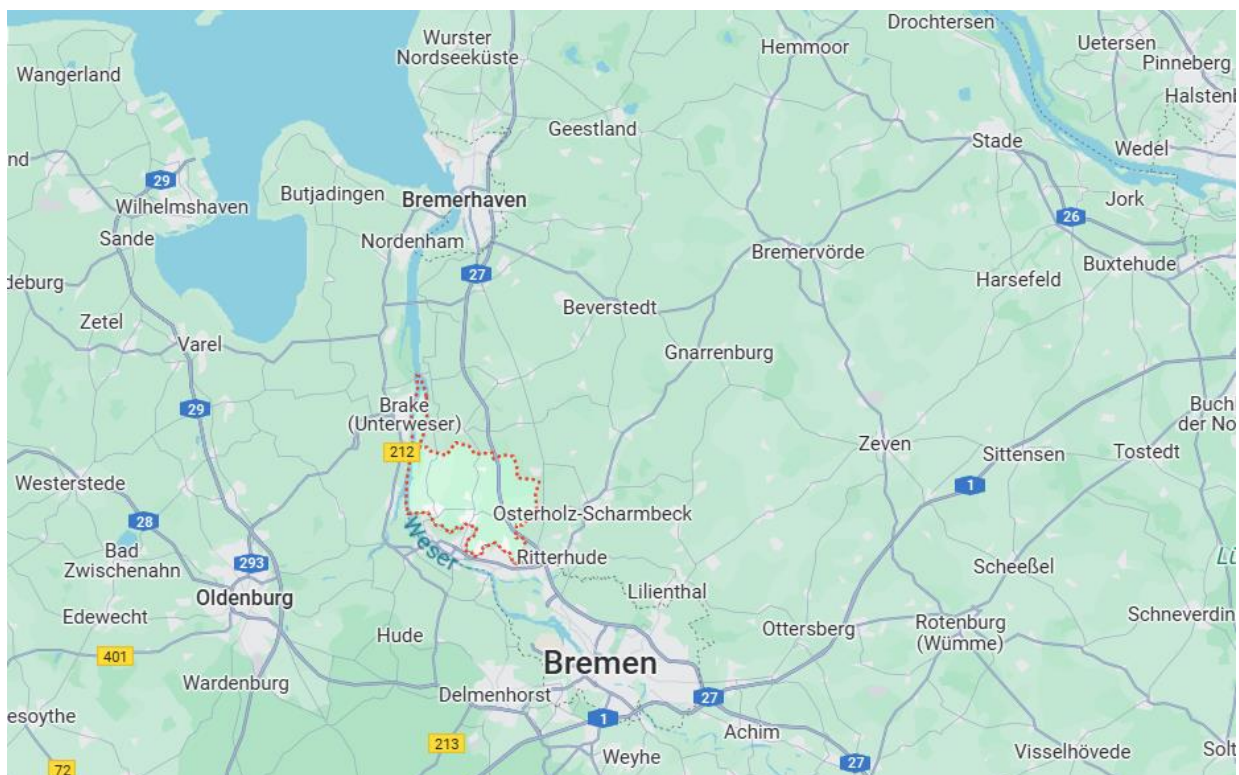 Drochtersen
Wurster
Nordseeküste
Hemmoor
Uetersen
Pinneberg
Wangerland
Halstenb
Geestland
Stade
Wedel
nd
29
Butjadingen
Wilhelmshaven
Bremerhaven
Jork
26
Sande
Nordenham
Bremervörde
Buxtehude
27
deburg
Harsefeld
Beverstedt
Zetel
Varel
Gnarrenburg
29
Brake
(Unterweser)
Buchh
der No
212
Zeven
Sittensen
Tostedt
Westerstede
1
28
Osterholz-Scharmbeck
Weser
Bad
Zwischenahn
293
Ritterhude
Lü
Scheeßel
Oldenburg
Lilienthal
Edewecht
Schneverdin
Hude
Ottersberg
Rotenburg
(Wümme)
401
Bremen
Wardenburg
Delmenhorst
27
esoythe
1
Achim
213
Weyhe
Visselhövede
Solt
72
27